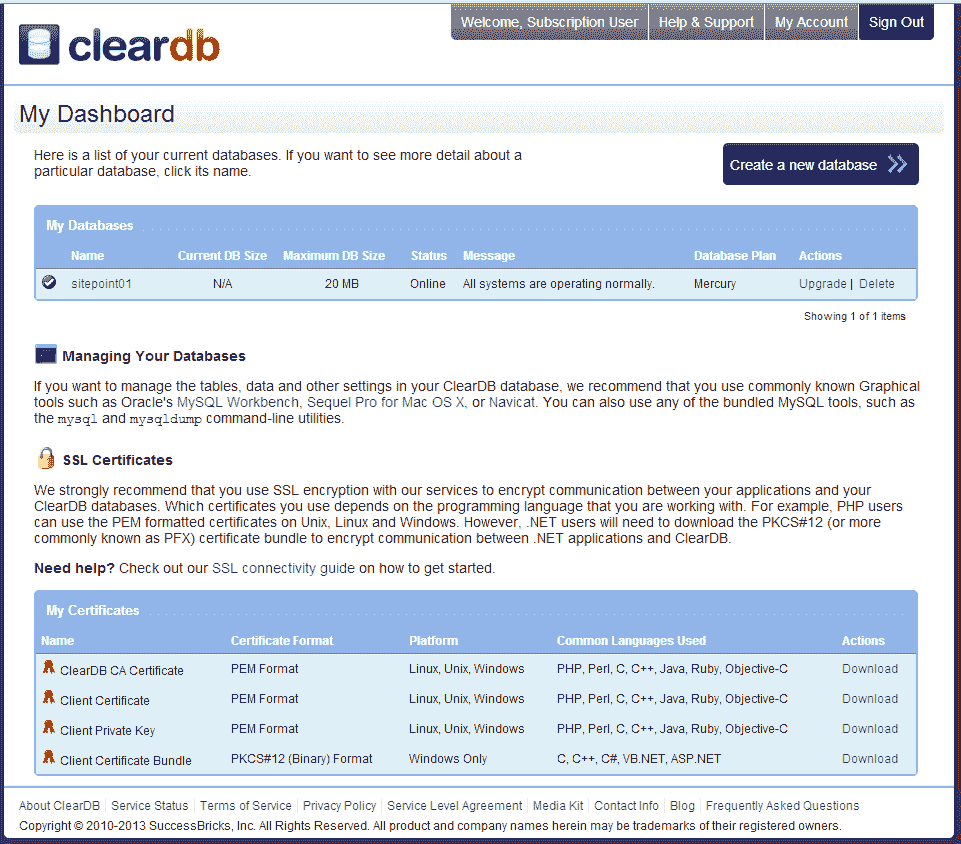 Welcome, Subscription User Help & Support My Account Sign Out
cleardb
My Dashboard
Here is a list of your current databases. If you want to see more detail about a
particular database, click its name.
Create a new database
My Databases
Name Current DB Size Maximum DB Size Status Message Database Plan Actions
sitepoint01 N/A 20 MB Online All systems are operating normally. Mercury Upgrade | Delete
Showing 1 of 1 items
Managing Your Databases
If you want to manage the tables, data and other settings in your ClearDB database, we recommend that you use commonly known Graphical
tools such as Oracle's MySQL Workbench, Sequel Pro for Mac OS X, or Navicat. You can also use any of the bundled MySQL tools, such as
the mysql and mysqldump command-line utilities.
SSL Certificates
We strongly recommend that you use SSL encryption with our services to encrypt communication between your applications and your
ClearDB databases. Which certificates you use depends on the programming language that you are working with. For example, PHP users
can use the PEM formatted certificates on Unix, Linux and Windows. However, .NET users will need to download the PKCS#12 (or more
commonly known as PFX) certificate bundle to encrypt communication between .NET applications and ClearDB.
Need help? Check out our SSL connectivity guide on how to get started.
My Certificates
Name Certificate Format Platform Common Languages Used Actions
ClearDB CA Certificate PEM Format Linux, Unix, Windows PHP, Perl, C, C++, Java, Ruby, Objective-C Download
Client Certificate PEM Format Linux, Unix, Windows PHP, Perl, C, C++, Java, Ruby, Objective-C Download
Client Private Key PEM Format Linux, Unix, Windows PHP, Perl, C, C++, Java, Ruby, Objective-C Download
Client Certificate Bundle PKCS#12 (Binary) Format Windows Only C, C++, C#, VB.NET, ASP.NET Download
About ClearDB Service Status Terms of Service Privacy Policy Service Level Agreement Media Kit Contact Info Blog Frequently Asked Questions
Copyright © 2010-2013 SuccessBricks, Inc. All Rights Reserved. All product and company names herein may be trademarks of their registered owners.